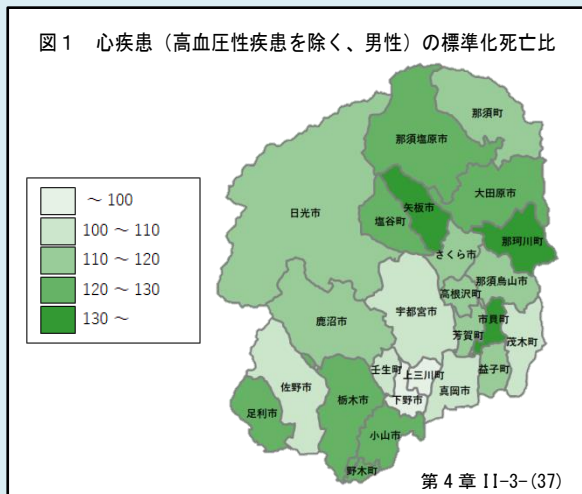 図1 心疾患（高血圧性疾患を除く、男性）の標準化死亡比
～ 100
100 ～ 110
110 ～ 120
120 ～ 130
130 ～
那須町
那須塩原市
大田原市
矢板市
日光市
塩谷町
那珂川町
さくら市
那須烏山市
高根沢町
宇都宮市
市貝町
鹿沼市
芳賀町
茂木町
壬生町
上三川町
益子町
佐野市
栃木市
下野市
真岡市
足利市
小山市
野木町
第4章 II-3-(37)